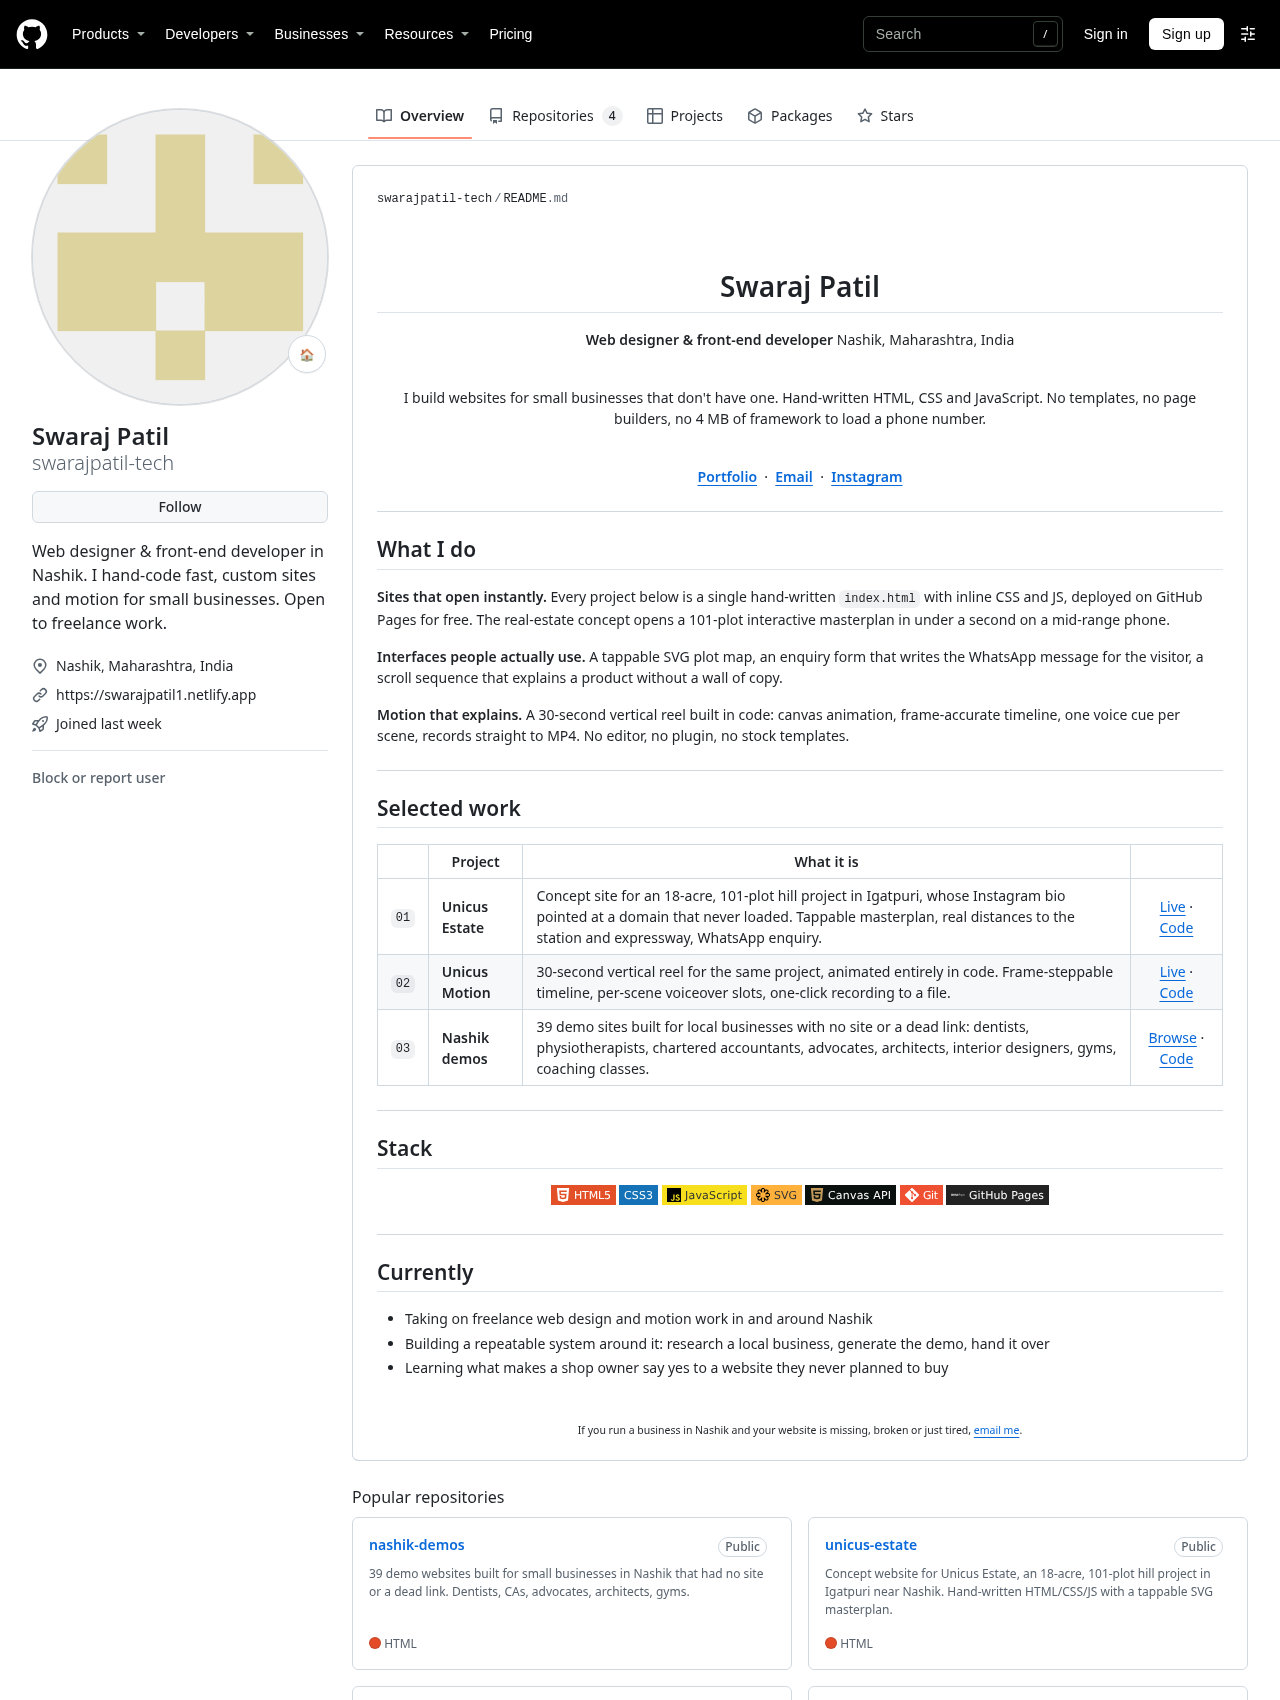 Products
Developers
Businesses
Resources
Pricing
Search
/
Sign in
Sign up
Overview
Repositories 4
Projects
Packages
Stars
Swaraj Patil
swarajpatil-tech
Follow
Web designer & front-end developer in
Nashik. I hand-code fast, custom sites
and motion for small businesses. Open
to freelance work.
Nashik, Maharashtra, India
https://swarajpatil1.netlify.app
Joined last week
Block or report user
swarajpatil-tech / README.md
Swaraj Patil
Web designer & front-end developer Nashik, Maharashtra, India
I build websites for small businesses that don't have one. Hand-written HTML, CSS and JavaScript. No templates, no page
builders, no 4 MB of framework to load a phone number.
Portfolio · Email · Instagram
What I do
Sites that open instantly. Every project below is a single hand-written index.html with inline CSS and JS, deployed on GitHub
Pages for free. The real-estate concept opens a 101-plot interactive masterplan in under a second on a mid-range phone.
Interfaces people actually use. A tappable SVG plot map, an enquiry form that writes the WhatsApp message for the visitor, a
scroll sequence that explains a product without a wall of copy.
Motion that explains. A 30-second vertical reel built in code: canvas animation, frame-accurate timeline, one voice cue per
scene, records straight to MP4. No editor, no plugin, no stock templates.
Selected work
Project
What it is
01
Unicus
Estate
Concept site for an 18-acre, 101-plot hill project in Igatpuri, whose Instagram bio
pointed at a domain that never loaded. Tappable masterplan, real distances to the
station and expressway, WhatsApp enquiry.
Live ·
Code
02
Unicus
Motion
30-second vertical reel for the same project, animated entirely in code. Frame-steppable
timeline, per-scene voiceover slots, one-click recording to a file.
Live ·
Code
03
Nashik
demos
39 demo sites built for local businesses with no site or a dead link: dentists,
physiotherapists, chartered accountants, advocates, architects, interior designers, gyms,
coaching classes.
Browse ·
Code
Stack
HTML5 CSS3 JavaScript SVG Canvas API Git GitHub Pages
Currently
Taking on freelance web design and motion work in and around Nashik
Building a repeatable system around it: research a local business, generate the demo, hand it over
Learning what makes a shop owner say yes to a website they never planned to buy
If you run a business in Nashik and your website is missing, broken or just tired, email me.
Popular repositories
nashik-demos
Public
39 demo websites built for small businesses in Nashik that had no site
or a dead link. Dentists, CAs, advocates, architects, gyms.
HTML
unicus-estate
Public
Concept website for Unicus Estate, an 18-acre, 101-plot hill project in
Igatpuri near Nashik. Hand-written HTML/CSS/JS with a tappable SVG
masterplan.
HTML